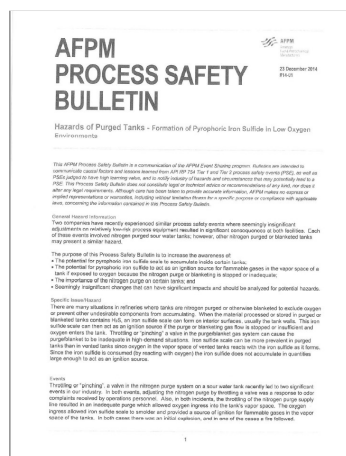 AFPM
PROCESS SAFETY
BULLETIN
AFPM
23 December 2014
Hazards of Purged Tanks - Formation of Pyrophoric Iron Sulfide in Low Oxygen
Environments
This AFPM Process Safety Bulletin is a communication of the AFPM Event Sharing program. Bulletins are intended to
communicate causal factors and lessons learned from API RP 754 Tier 1 and Tier 2 process safety events (PSE), as well as
PSEs judged to have high learning value, and to notify industry of hazards and circumstances that may potentially lead to a
PSE. This Process Safety Bulletin does not constitute legal or technical advice or recommendations of any kind, nor does it
alter any legal requirements. Although care has been taken to provide accurate information, AFPM makes no express or
implied representations or warranties, including without limitation fitness for a specific purpose or compliance with applicable
laws, concerning the information contained in this Process Safety Bulletin.
General Hazard Information
Two companies have recently experienced similar process safety events where seemingly insignificant
adjustments on relatively low-risk process equipment resulted in significant consequences at both facilities. Each
of these events involved nitrogen purged sour water tanks; however, other nitrogen purged or blanketed tanks
may present a similar hazard.
The purpose of this Process Safety Bulletin is to increase the awareness of:
• The potential for pyrophoric iron sulfide scale to accumulate inside certain tanks;
• The potential for pyrophoric iron sulfide to act as an ignition source for flammable gases in the vapor space of a
tank if exposed to oxygen because the nitrogen purge or blanketing is stopped or inadequate;
• The importance of the nitrogen purge on certain tanks; and
• Seemingly insignificant changes that can have significant impacts and should be analyzed for potential hazards.
Specific Issue/Hazard
There are many situations in refineries where tanks are nitrogen purged or otherwise blanketed to exclude oxygen
or prevent other undesirable components from accumulating. When the material processed or stored in purged or
blanketed tanks contains H₂S, an iron sulfide scale can form on interior surfaces, usually the tank walls. This iron
sulfide scale can then act as an ignition source if the purge or blanketing gas flow is stopped or insufficient and
oxygen enters the tank. Throttling or "pinching" a valve in the purge/blanket gas system can cause the
purge/blanket to be inadequate in high demand situations. Iron sulfide scale can be more prevalent in purged
tanks than in vented tanks since oxygen in the vapor space of vented tanks reacts with the iron sulfide as it forms.
Since the iron sulfide is consumed (by reacting with oxygen) the iron sulfide does not accumulate in quantities
large enough to act as an ignition source.
Events
Throttling or "pinching", a valve in the nitrogen purge system on a sour water tank recently led to two significant
events in our industry. In both events, adjusting the nitrogen purge by throttling a valve was a response to odor
complaints received by operations personnel. Also, in both incidents, the throttling of the nitrogen purge supply
line resulted in an inadequate purge which allowed oxygen ingress into the tank's vapor space. The oxygen
ingress allowed iron sulfide scale to smolder and provided a source of ignition for flammable gases in the vapor
space of the tanks. In both cases there was an initial explosion, and in one of the cases a fire followed.
1